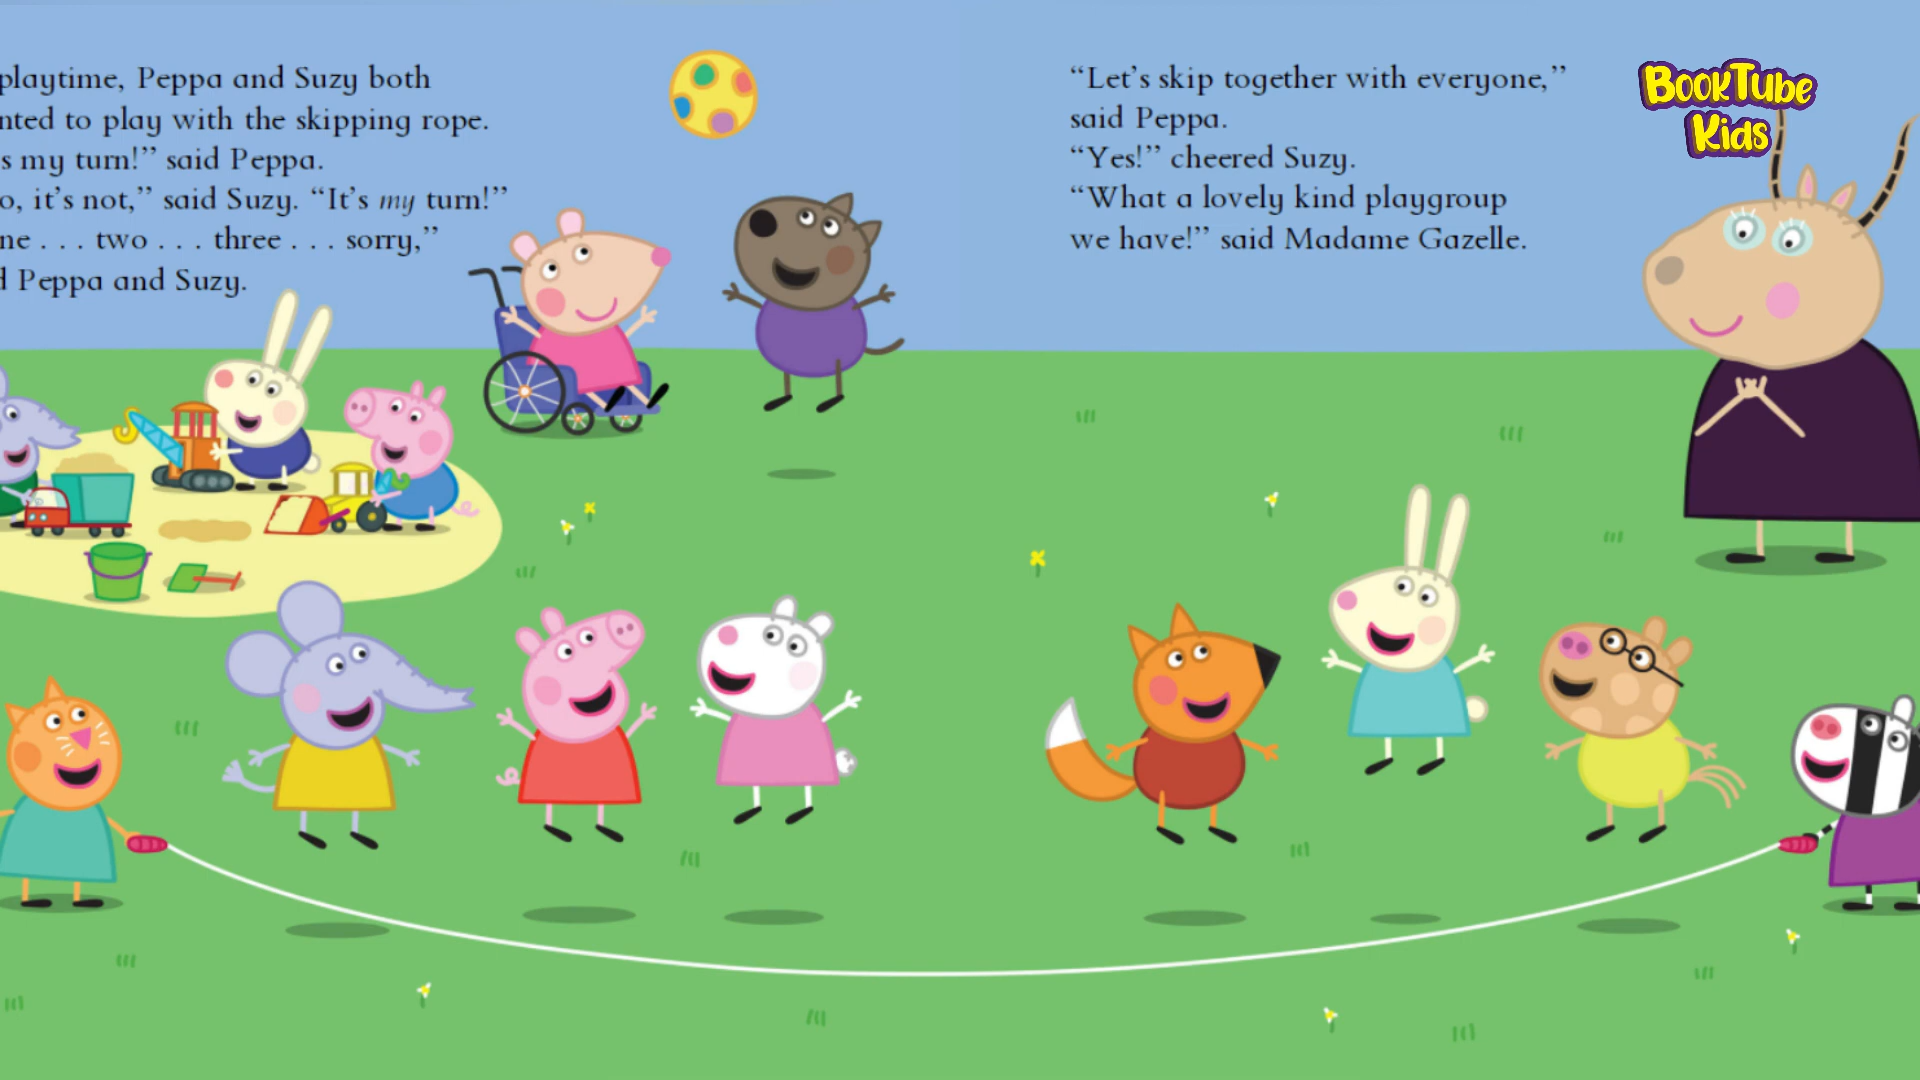 playtime, Peppa and Suzy both
nted to play with the skipping rope.
s my turn!” said Peppa.
o, it’s not,” said Suzy. “It’s my turn!”
ne . . . two . . . three . . . sorry,”
d Peppa and Suzy.
“Let’s skip together with everyone,”
said Peppa.
“Yes!” cheered Suzy.
“What a lovely kind playgroup
we have!” said Madame Gazelle.
BookTube
Kids